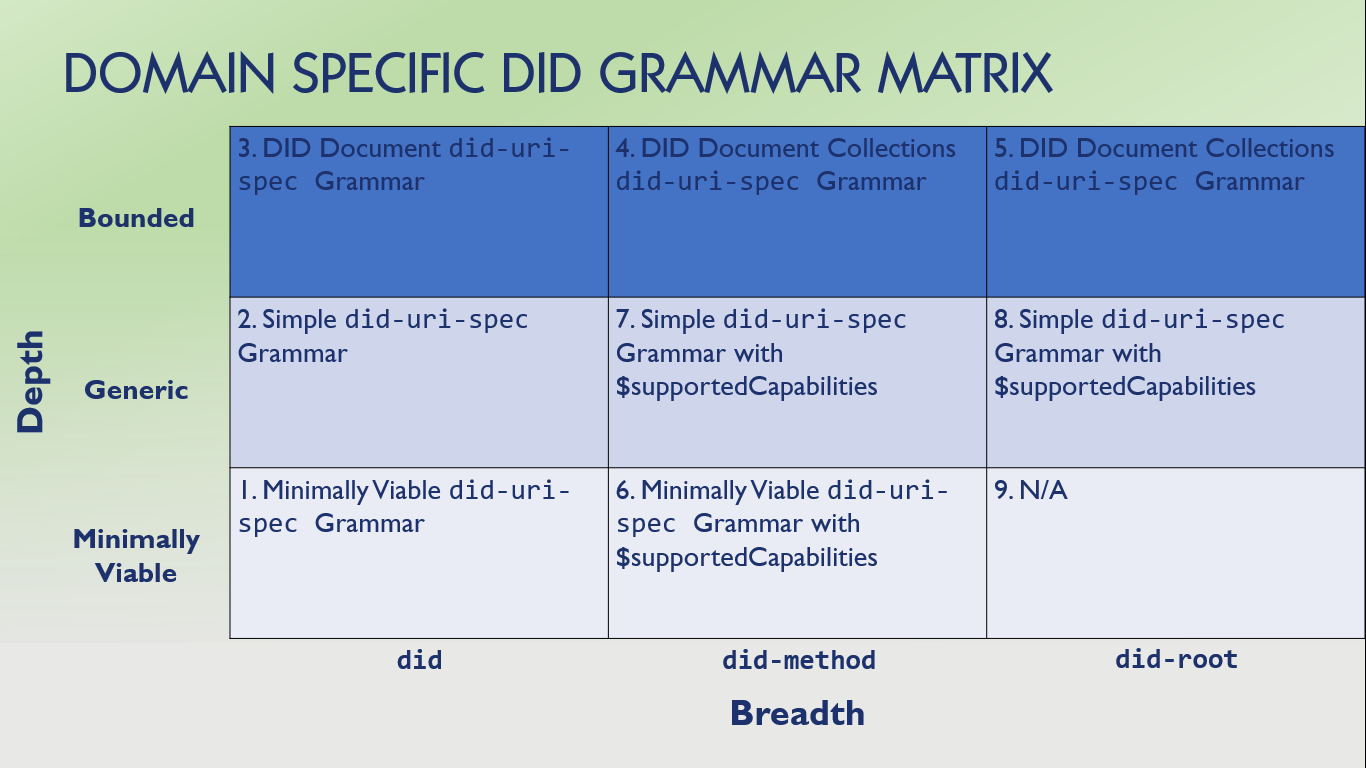 DOMAIN SPECIFIC DID GRAMMAR MATRIX
3. DID Document did-uri-
spec Grammar
4. DID Document Collections
did-uri-spec Grammar
5. DID Document Collections
did-uri-spec Grammar
Bounded
2. Simple did-uri-spec
Grammar
7. Simple did-uri-spec
Grammar with
$supportedCapabilities
8. Simple did-uri-spec
Grammar with
$supportedCapabilities
Depth
Generic
1. Minimally Viable did-uri-
spec Grammar
6. Minimally Viable did-uri-
spec Grammar with
$supportedCapabilities
9. N/A
Minimally
Viable
did
did-method
did-root
Breadth